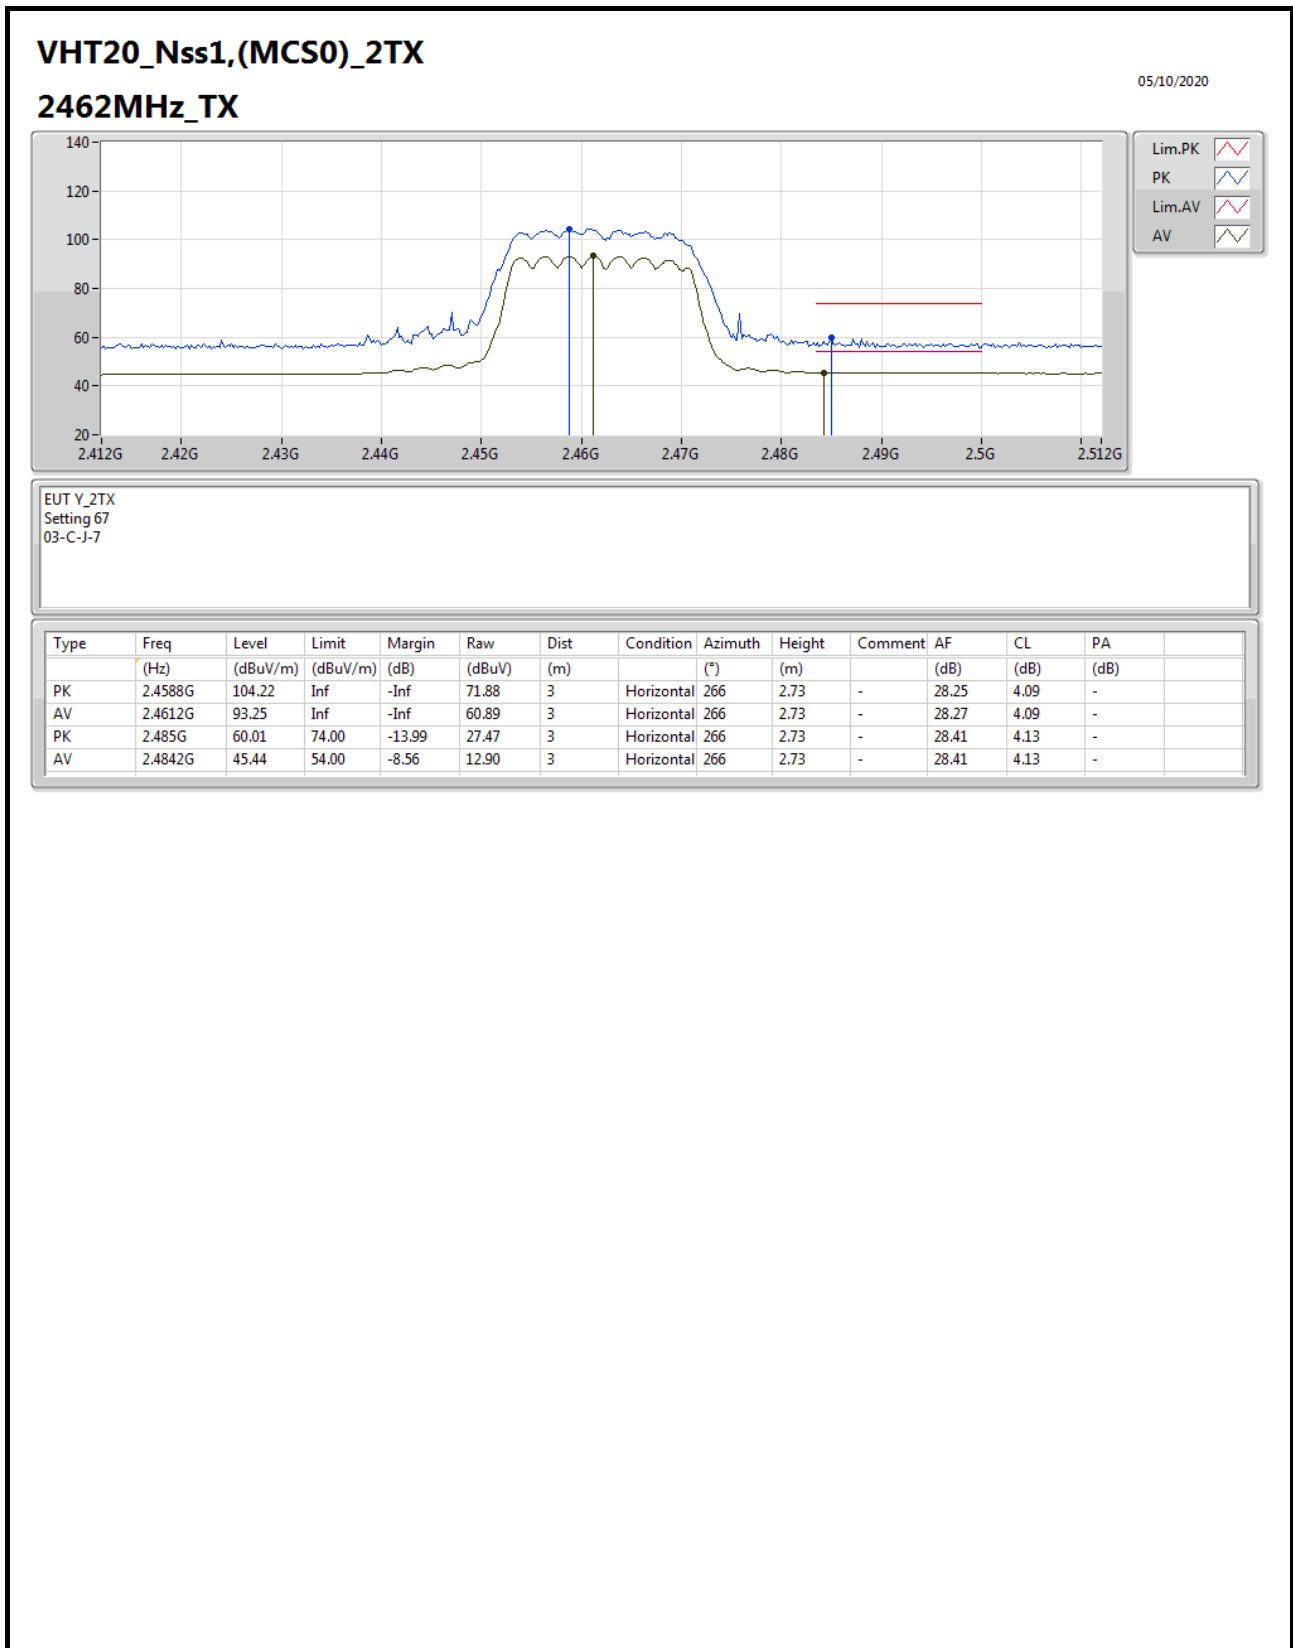 VHT20_Nss1,(MCS0)_2TX
05/10/2020
2462MHz_TX
140
120
100
80
60
40
20
2.412G 2.42G 2.43G 2.44G 2.45G 2.46G 2.47G 2.48G 2.49G 2.5G 2.512G
Lim.PK
PK
Lim.AV
AV
EUT Y_2TX
Setting 67
03-C-J-7
Type Freq Level Limit Margin Raw Dist Condition Azimuth Height Comment AF CL PA
(Hz) (dBuV/m) (dBuV/m) (dB) (dBuV) (m) (°) (m) (dB) (dB) (dB)
PK 2.4588G 104.22 Inf -Inf 71.88 3 Horizontal 266 2.73 - 28.25 4.09 -
AV 2.4612G 93.25 Inf -Inf 60.89 3 Horizontal 266 2.73 - 28.27 4.09 -
PK 2.485G 60.01 74.00 -13.99 27.47 3 Horizontal 266 2.73 - 28.41 4.13 -
AV 2.4842G 45.44 54.00 -8.56 12.90 3 Horizontal 266 2.73 - 28.41 4.13 -